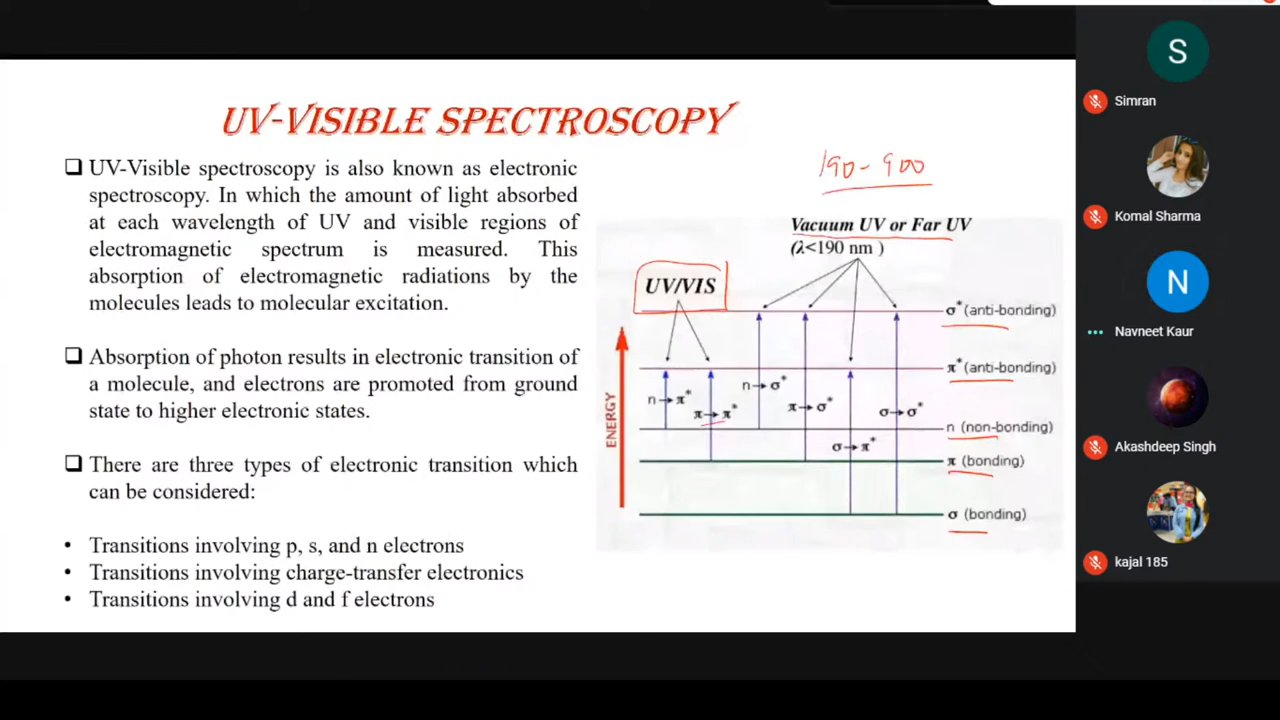 UV-VISIBLE SPECTROSCOPY
UV-Visible spectroscopy is also known as electronic
spectroscopy. In which the amount of light absorbed
at each wavelength of UV and visible regions of
electromagnetic spectrum is measured. This
absorption of electromagnetic radiations by the
molecules leads to molecular excitation.
Absorption of photon results in electronic transition of
a molecule, and electrons are promoted from ground
state to higher electronic states.
There are three types of electronic transition which
can be considered:
• Transitions involving p, s, and n electrons
• Transitions involving charge-transfer electronics
• Transitions involving d and f electrons
190-900
Vacuum UV or Far UV
(λ<190 nm )
UV/VIS
σ* (anti-bonding)
π* (anti-bonding)
n→σ*
n→π*
π→π*
π→σ*
σ→σ*
n (non-bonding)
σ→π*
π (bonding)
σ (bonding)
ENERGY
S
Simran
Komal Sharma
N
Navneet Kaur
Akashdeep Singh
kajal 185